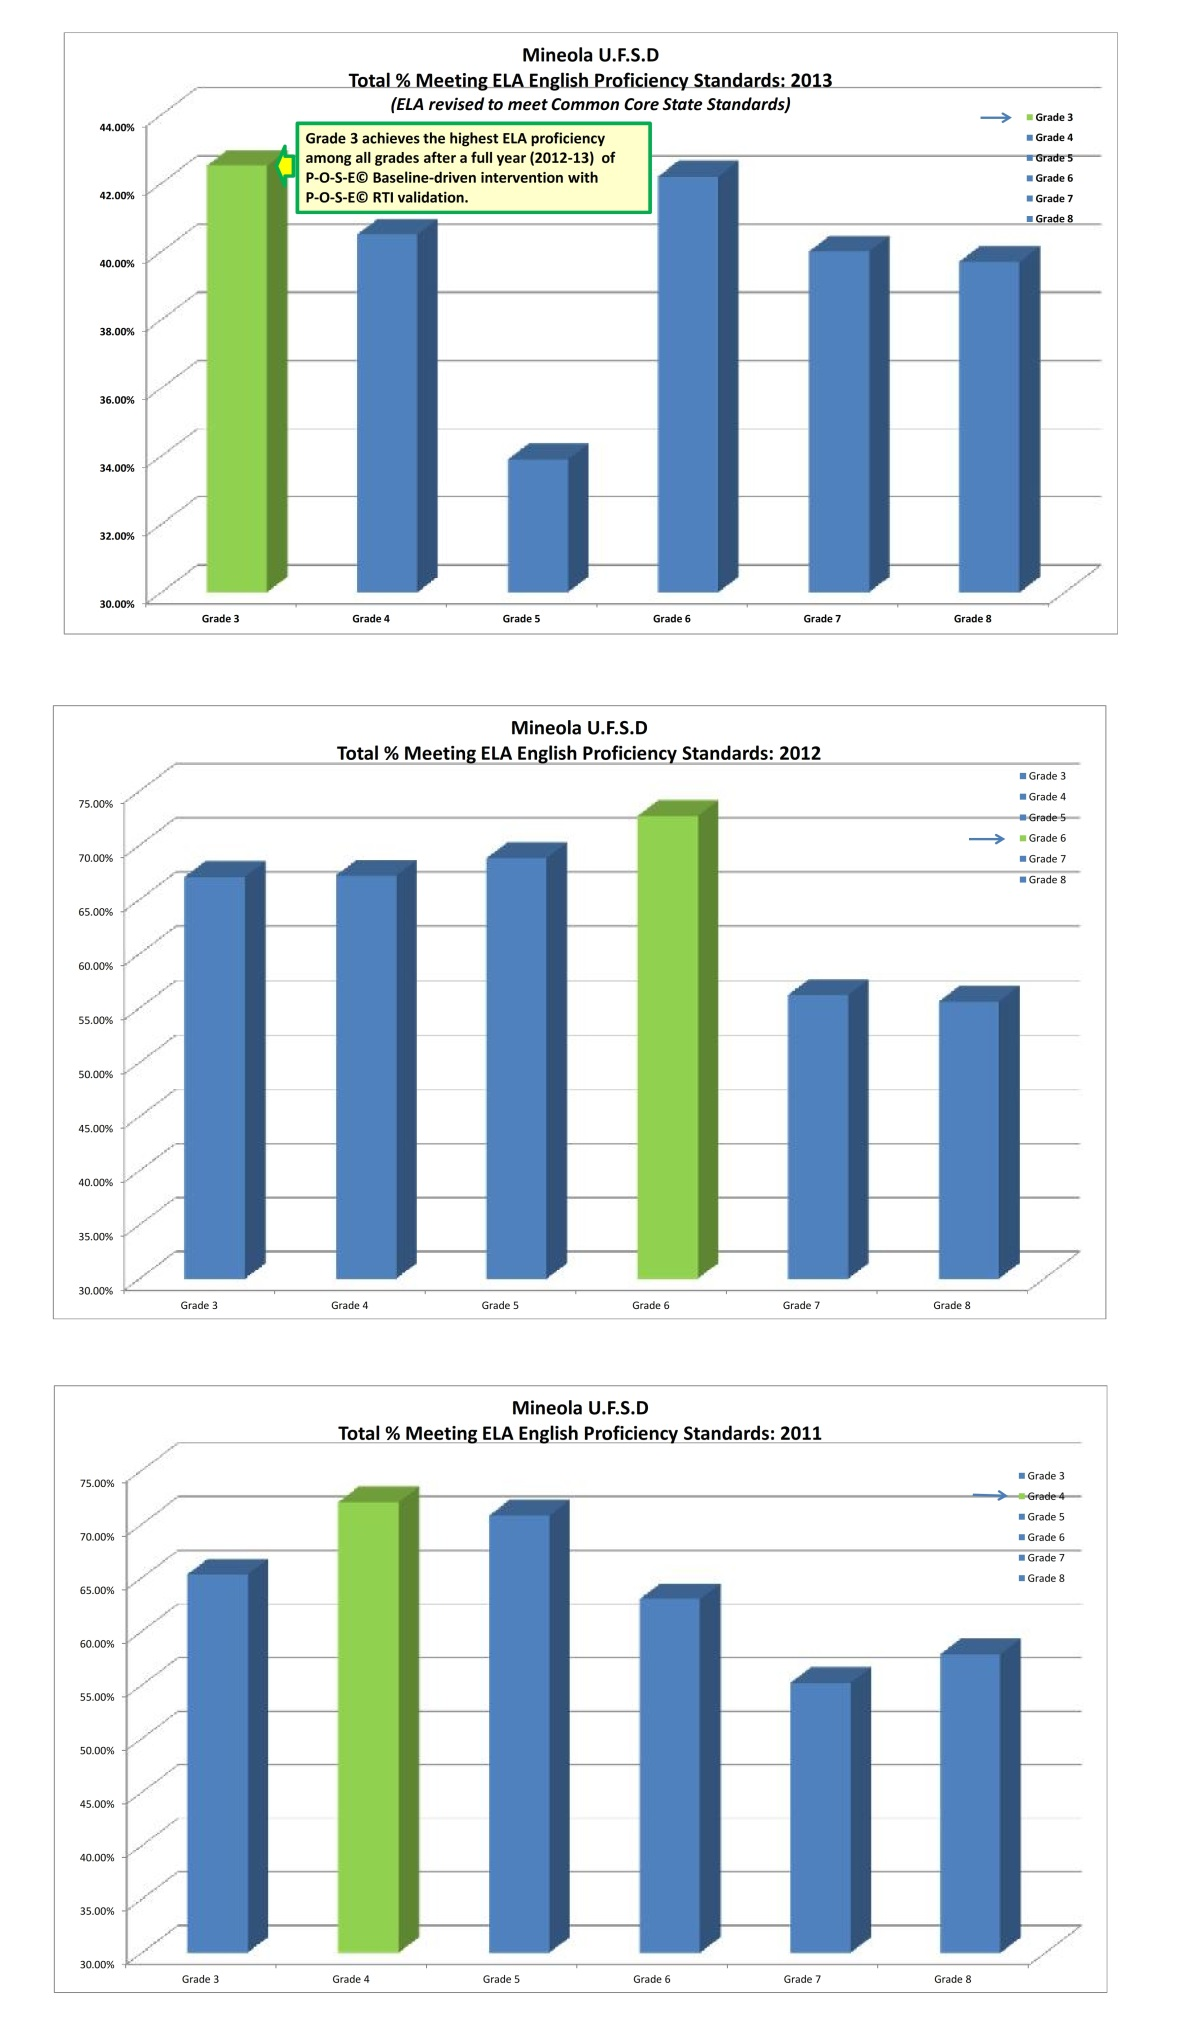 Mineola U.F.S.D
Total % Meeting ELA English Proficiency Standards: 2013
(ELA revised to meet Common Core State Standards)
Grade 3 achieves the highest ELA proficiency
among all grades after a full year (2012-13) of
P-O-S-E© Baseline-driven intervention with
P-O-S-E© RTI validation.
Grade 3
Grade 4
Grade 5
Grade 6
Grade 7
Grade 8
44.00%
42.00%
40.00%
38.00%
36.00%
34.00%
32.00%
30.00%
Grade 3 Grade 4 Grade 5 Grade 6 Grade 7 Grade 8
Mineola U.F.S.D
Total % Meeting ELA English Proficiency Standards: 2012
Grade 3
Grade 4
Grade 5
Grade 6
Grade 7
Grade 8
75.00%
70.00%
65.00%
60.00%
55.00%
50.00%
45.00%
40.00%
35.00%
30.00%
Grade 3 Grade 4 Grade 5 Grade 6 Grade 7 Grade 8
Mineola U.F.S.D
Total % Meeting ELA English Proficiency Standards: 2011
Grade 3
Grade 4
Grade 5
Grade 6
Grade 7
Grade 8
75.00%
70.00%
65.00%
60.00%
55.00%
50.00%
45.00%
40.00%
35.00%
30.00%
Grade 3 Grade 4 Grade 5 Grade 6 Grade 7 Grade 8